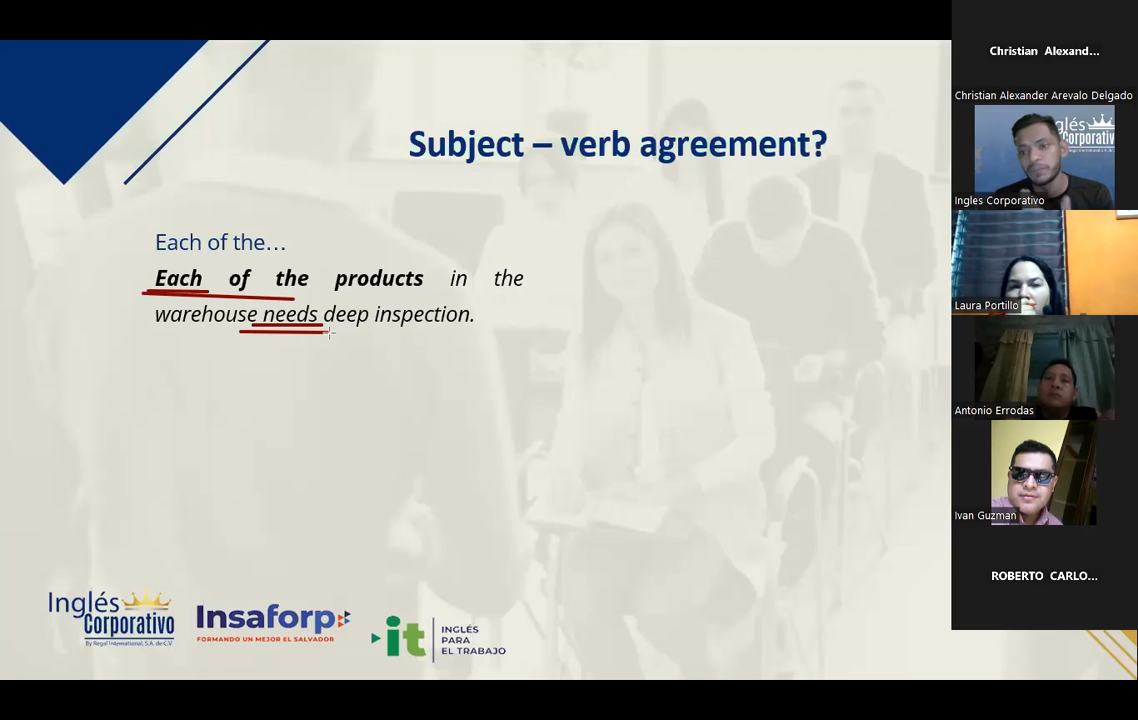 Subject – verb agreement?
Each of the…
Each of the products in the
warehouse needs deep inspection.
Inglés
Corporativo
By Regal International, S.A. de C.V
Insaforp
FORMANDO UN MEJOR EL SALVADOR
it
INGLÉS
PARA
EL TRABAJO
Christian Alexand...
Christian Alexander Arevalo Delgado
glés
Corporativo
Ingles Corporativo
Laura Portillo
Antonio Errodas
Ivan Guzman
ROBERTO CARLO...